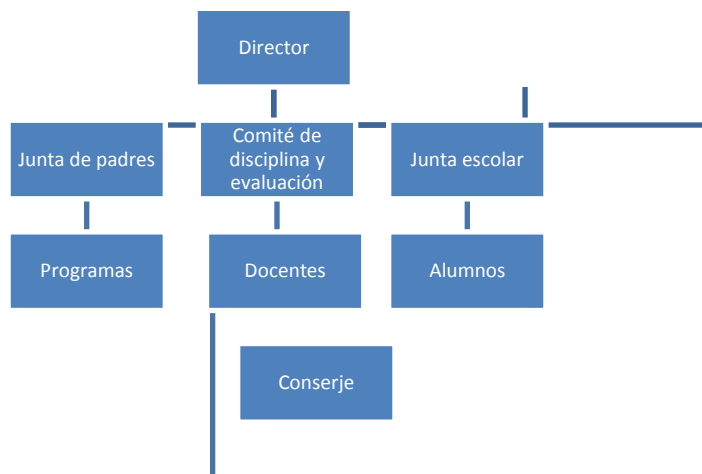 Director
Junta de padres
Comité de
disciplina y
evaluación
Junta escolar
Programas
Docentes
Alumnos
Conserje